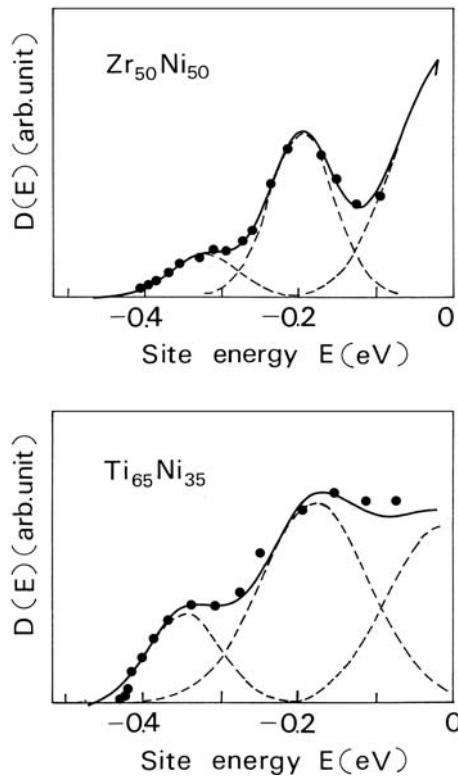 D(E) (arb.unit)
Zr₅₀Ni₅₀
−0.4 −0.2 0
Site energy E(eV)
D(E) (arb.unit)
Ti₆₅Ni₃₅
−0.4 −0.2 0
Site energy E(eV)